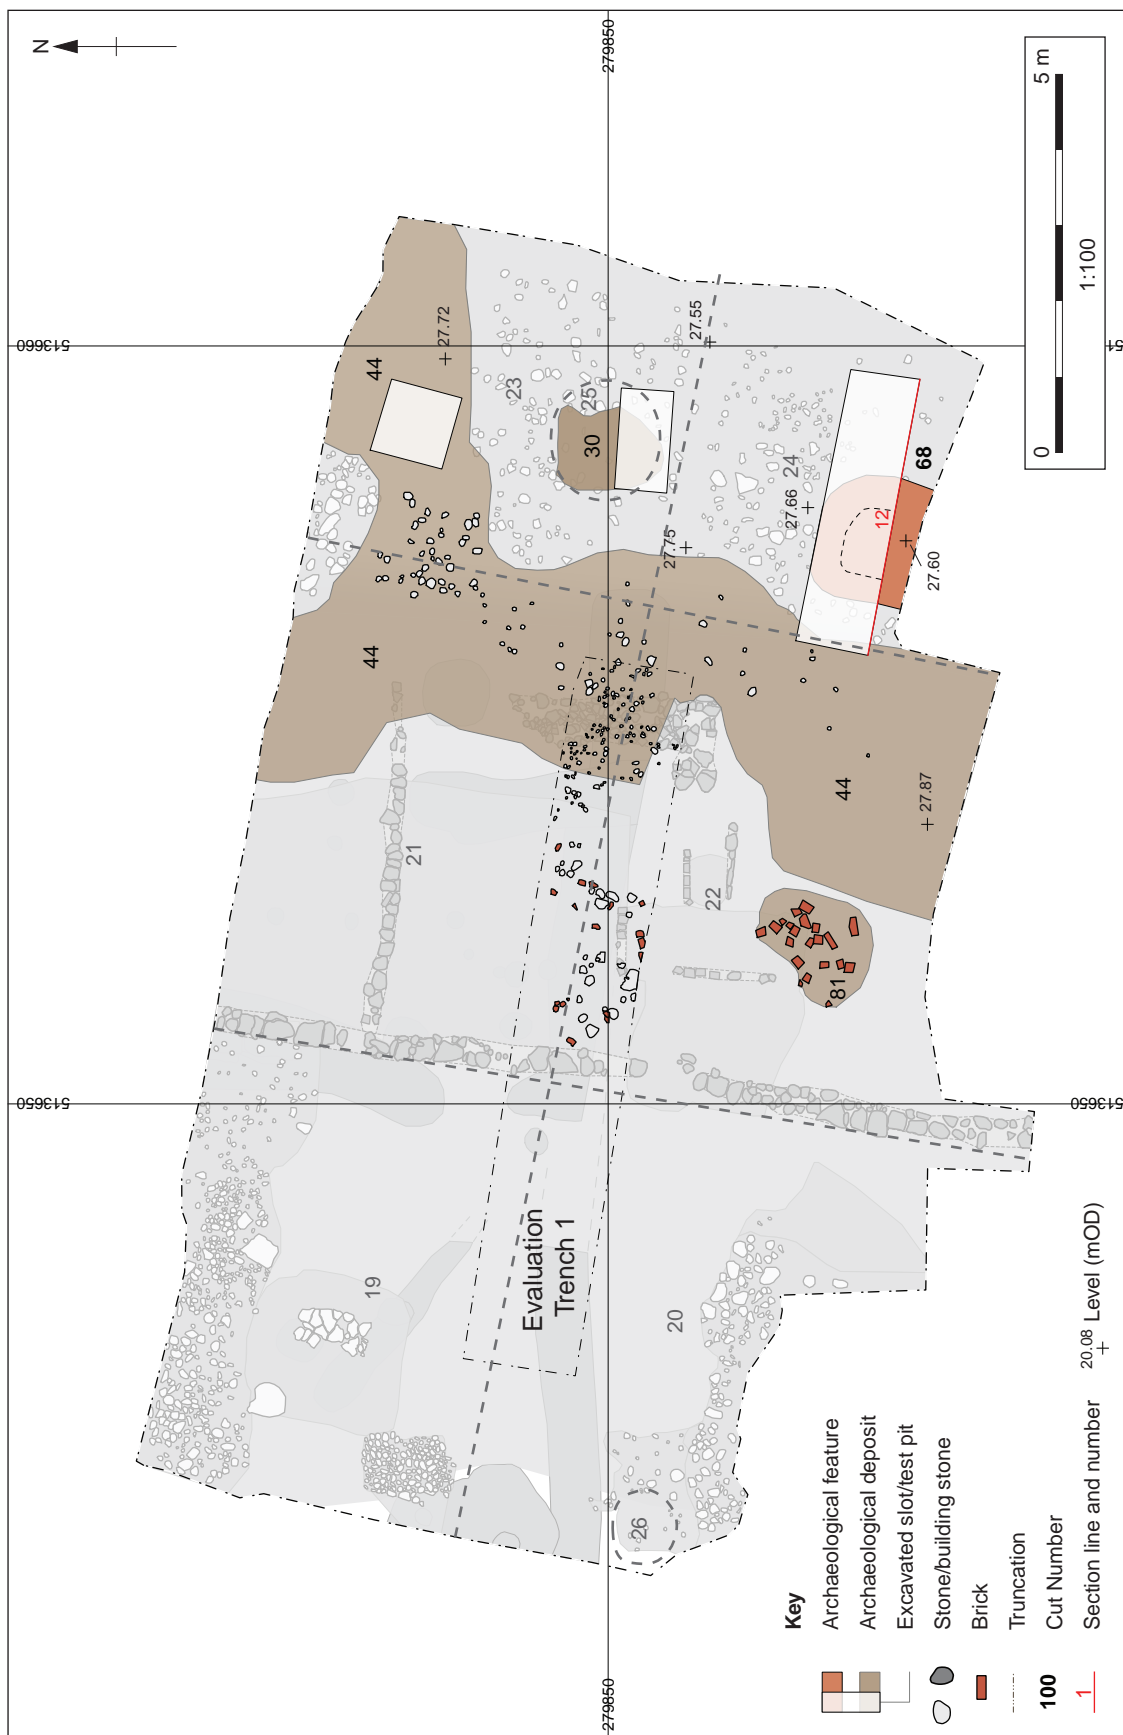 N
279850
5 m
0
1:100
513660
51
44
27.72
23
25
30
27.55
24
27.66
27.75
68
12
27.60
44
21
44
27.87
22
81
513650
513650
Evaluation
Trench 1
19
20
26
279850
Key
Archaeological feature
Archaeological deposit
Excavated slot/test pit
Stone/building stone
Brick
Truncation
100 Cut Number
1 Section line and number
20.08 Level (mOD)